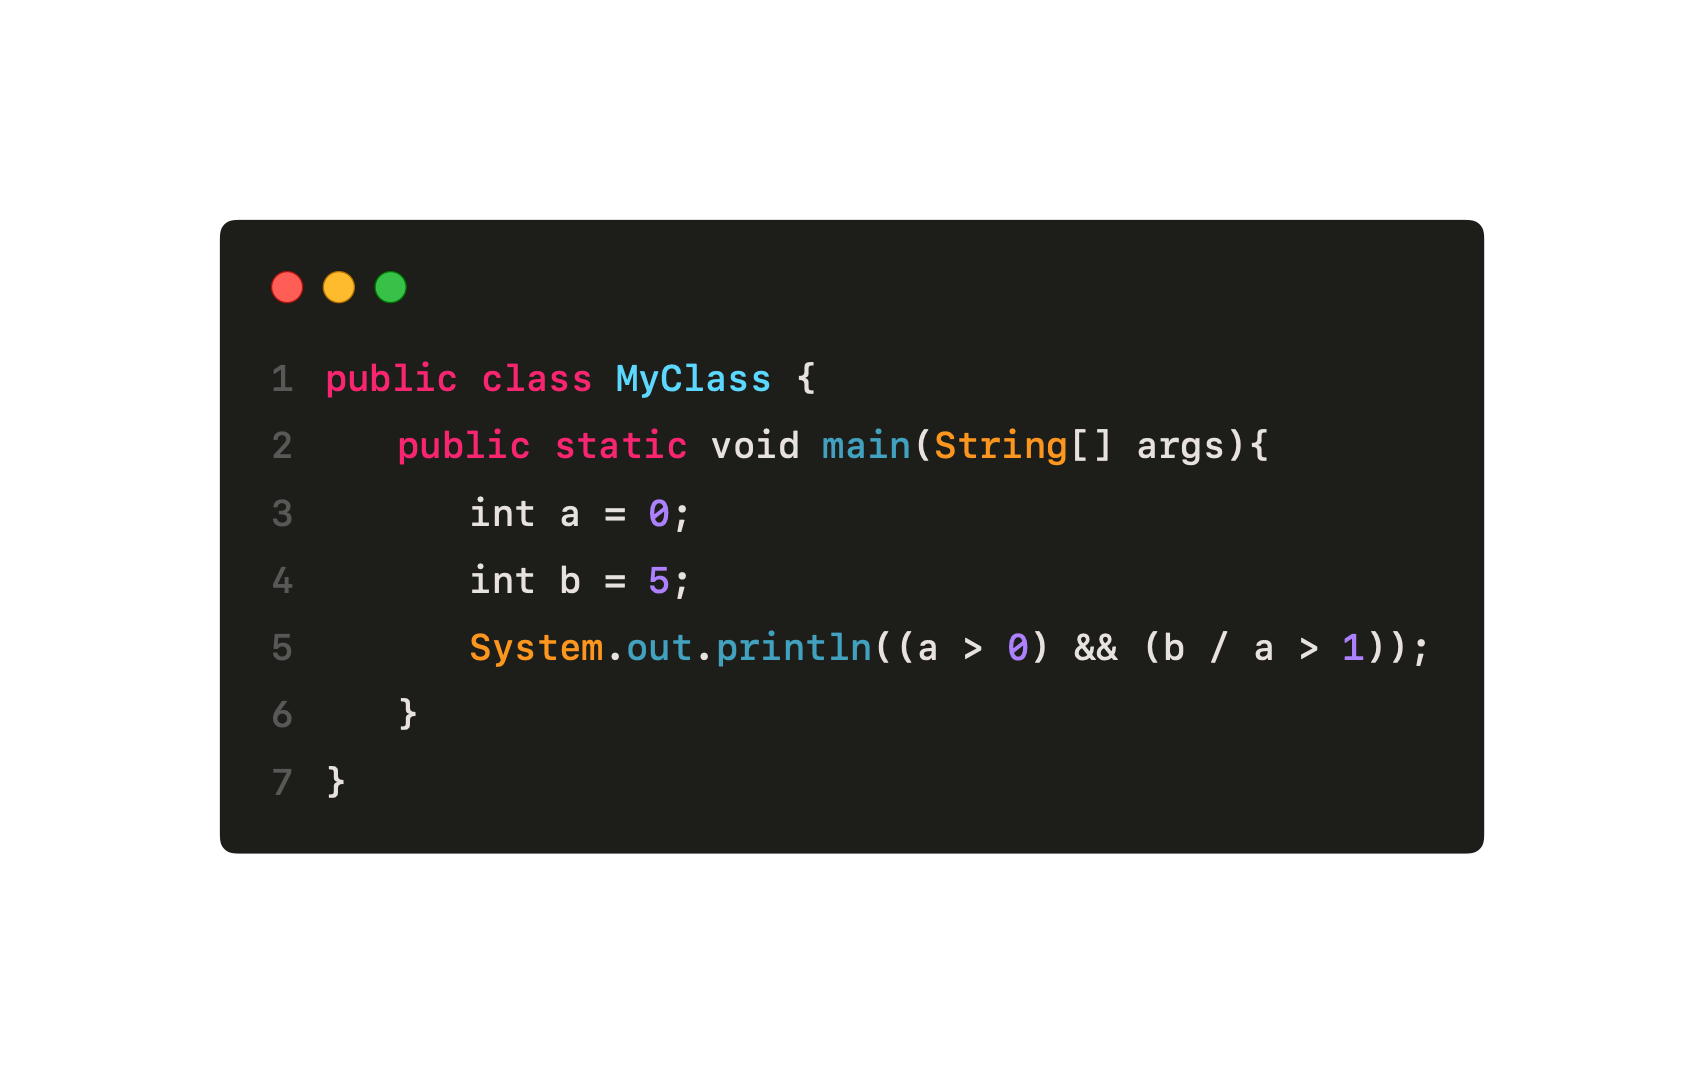 1 public class MyClass {
2 public static void main(String[] args){
3 int a = 0;
4 int b = 5;
5 System.out.println((a > 0) && (b / a > 1));
6 }
7 }